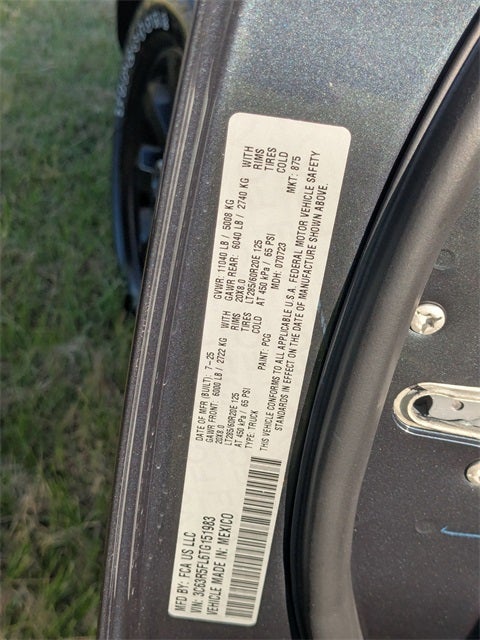 MFD BY: FCA US LLC
VIN: 3C63R5FL6TG151983
VEHICLE MADE IN: MEXICO
DATE OF MFR (BUILT): 7-25 GVWR: 11040 LB / 5008 KG
GAWR FRONT: 6000 LB / 2722 KG WITH GAWR REAR: 6040 LB / 2740 KG WITH
20X8.0 RIMS 20X8.0 RIMS
LT285/60R20E 125 TIRES LT285/60R20E 125 TIRES
AT 450 kPa / 65 PSI COLD AT 450 kPa / 65 PSI COLD
TYPE: TRUCK MDH: 070723 MKT: 875
PAINT: PCG
THIS VEHICLE CONFORMS TO ALL APPLICABLE U.S.A. FEDERAL MOTOR VEHICLE SAFETY
STANDARDS IN EFFECT ON THE DATE OF MANUFACTURE SHOWN ABOVE.